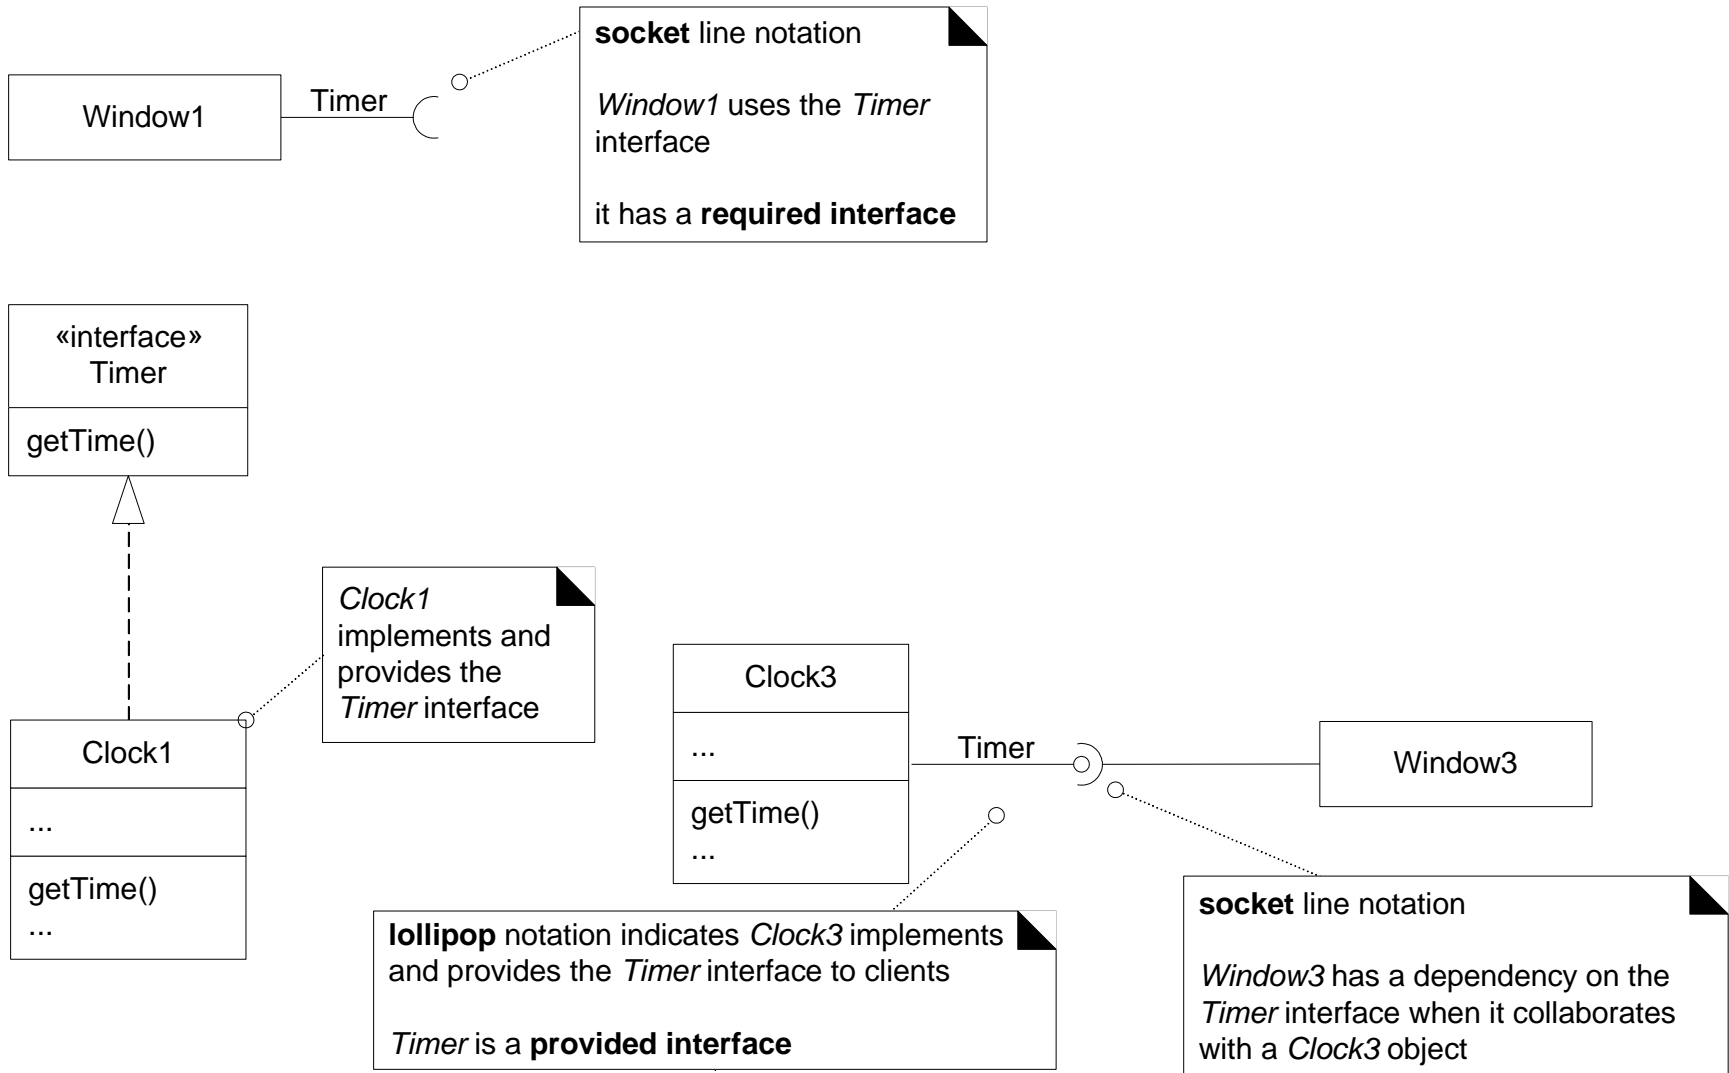 Window1
Timer
socket line notation
Window1 uses the Timer
interface
it has a required interface
«interface»
Timer
getTime()
Clock1
implements and
provides the
Timer interface
Clock1
...
getTime()
...
Clock3
...
getTime()
...
Timer
Window3
lollipop notation indicates Clock3 implements
and provides the Timer interface to clients
Timer is a provided interface
socket line notation
Window3 has a dependency on the
Timer interface when it collaborates
with a Clock3 object